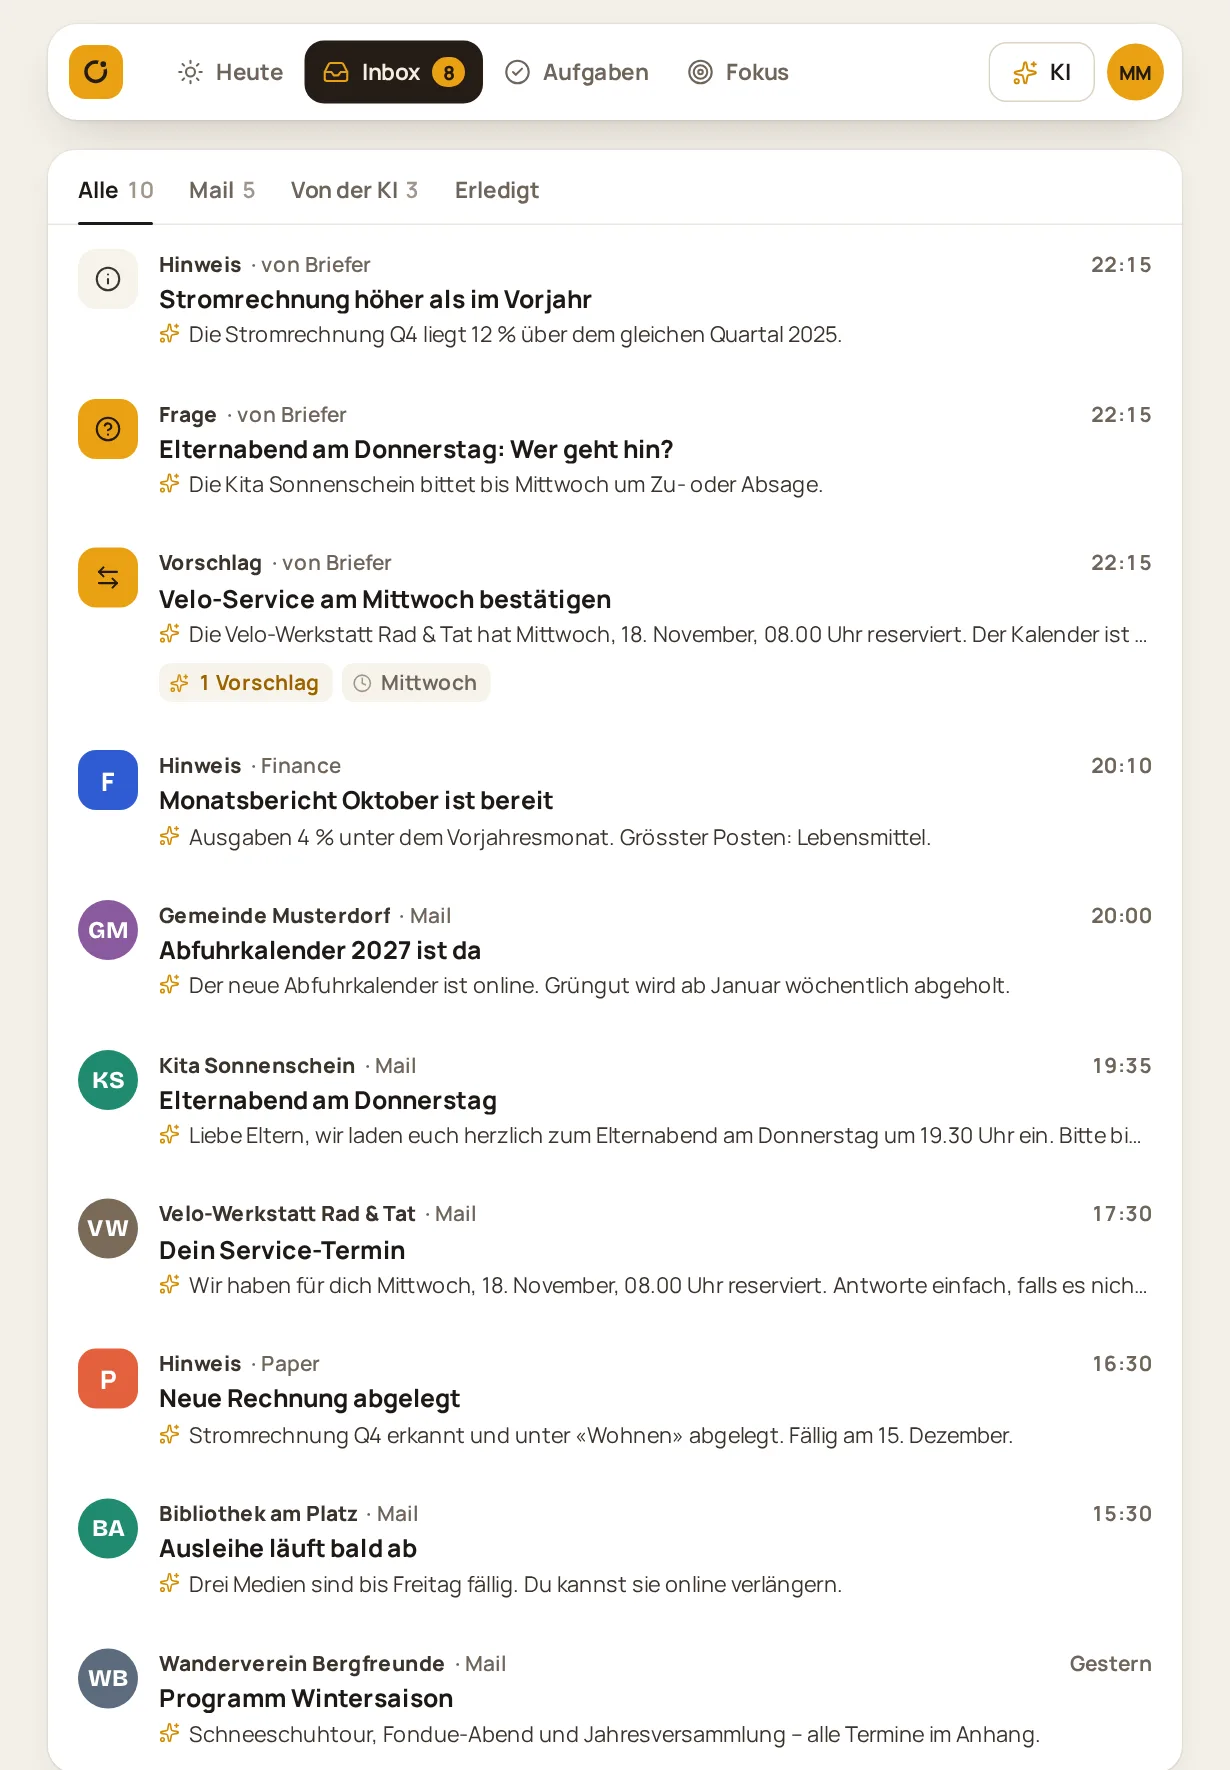 Heute
Inbox 8
Aufgaben
Fokus
KI
MM
Alle 10
Mail 5
Von der KI 3
Erledigt
Hinweis · von Briefer 22:15
Stromrechnung höher als im Vorjahr
Die Stromrechnung Q4 liegt 12 % über dem gleichen Quartal 2025.
Frage · von Briefer 22:15
Elternabend am Donnerstag: Wer geht hin?
Die Kita Sonnenschein bittet bis Mittwoch um Zu- oder Absage.
Vorschlag · von Briefer 22:15
Velo-Service am Mittwoch bestätigen
Die Velo-Werkstatt Rad & Tat hat Mittwoch, 18. November, 08.00 Uhr reserviert. Der Kalender ist ...
1 Vorschlag
Mittwoch
F
Hinweis · Finance 20:10
Monatsbericht Oktober ist bereit
Ausgaben 4 % unter dem Vorjahresmonat. Grösster Posten: Lebensmittel.
GM
Gemeinde Musterdorf · Mail 20:00
Abfuhrkalender 2027 ist da
Der neue Abfuhrkalender ist online. Grüngut wird ab Januar wöchentlich abgeholt.
KS
Kita Sonnenschein · Mail 19:35
Elternabend am Donnerstag
Liebe Eltern, wir laden euch herzlich zum Elternabend am Donnerstag um 19.30 Uhr ein. Bitte bi...
VW
Velo-Werkstatt Rad & Tat · Mail 17:30
Dein Service-Termin
Wir haben für dich Mittwoch, 18. November, 08.00 Uhr reserviert. Antworte einfach, falls es nich...
P
Hinweis · Paper 16:30
Neue Rechnung abgelegt
Stromrechnung Q4 erkannt und unter «Wohnen» abgelegt. Fällig am 15. Dezember.
BA
Bibliothek am Platz · Mail 15:30
Ausleihe läuft bald ab
Drei Medien sind bis Freitag fällig. Du kannst sie online verlängern.
WB
Wanderverein Bergfreunde · Mail Gestern
Programm Wintersaison
Schneeschuhtour, Fondue-Abend und Jahresversammlung – alle Termine im Anhang.